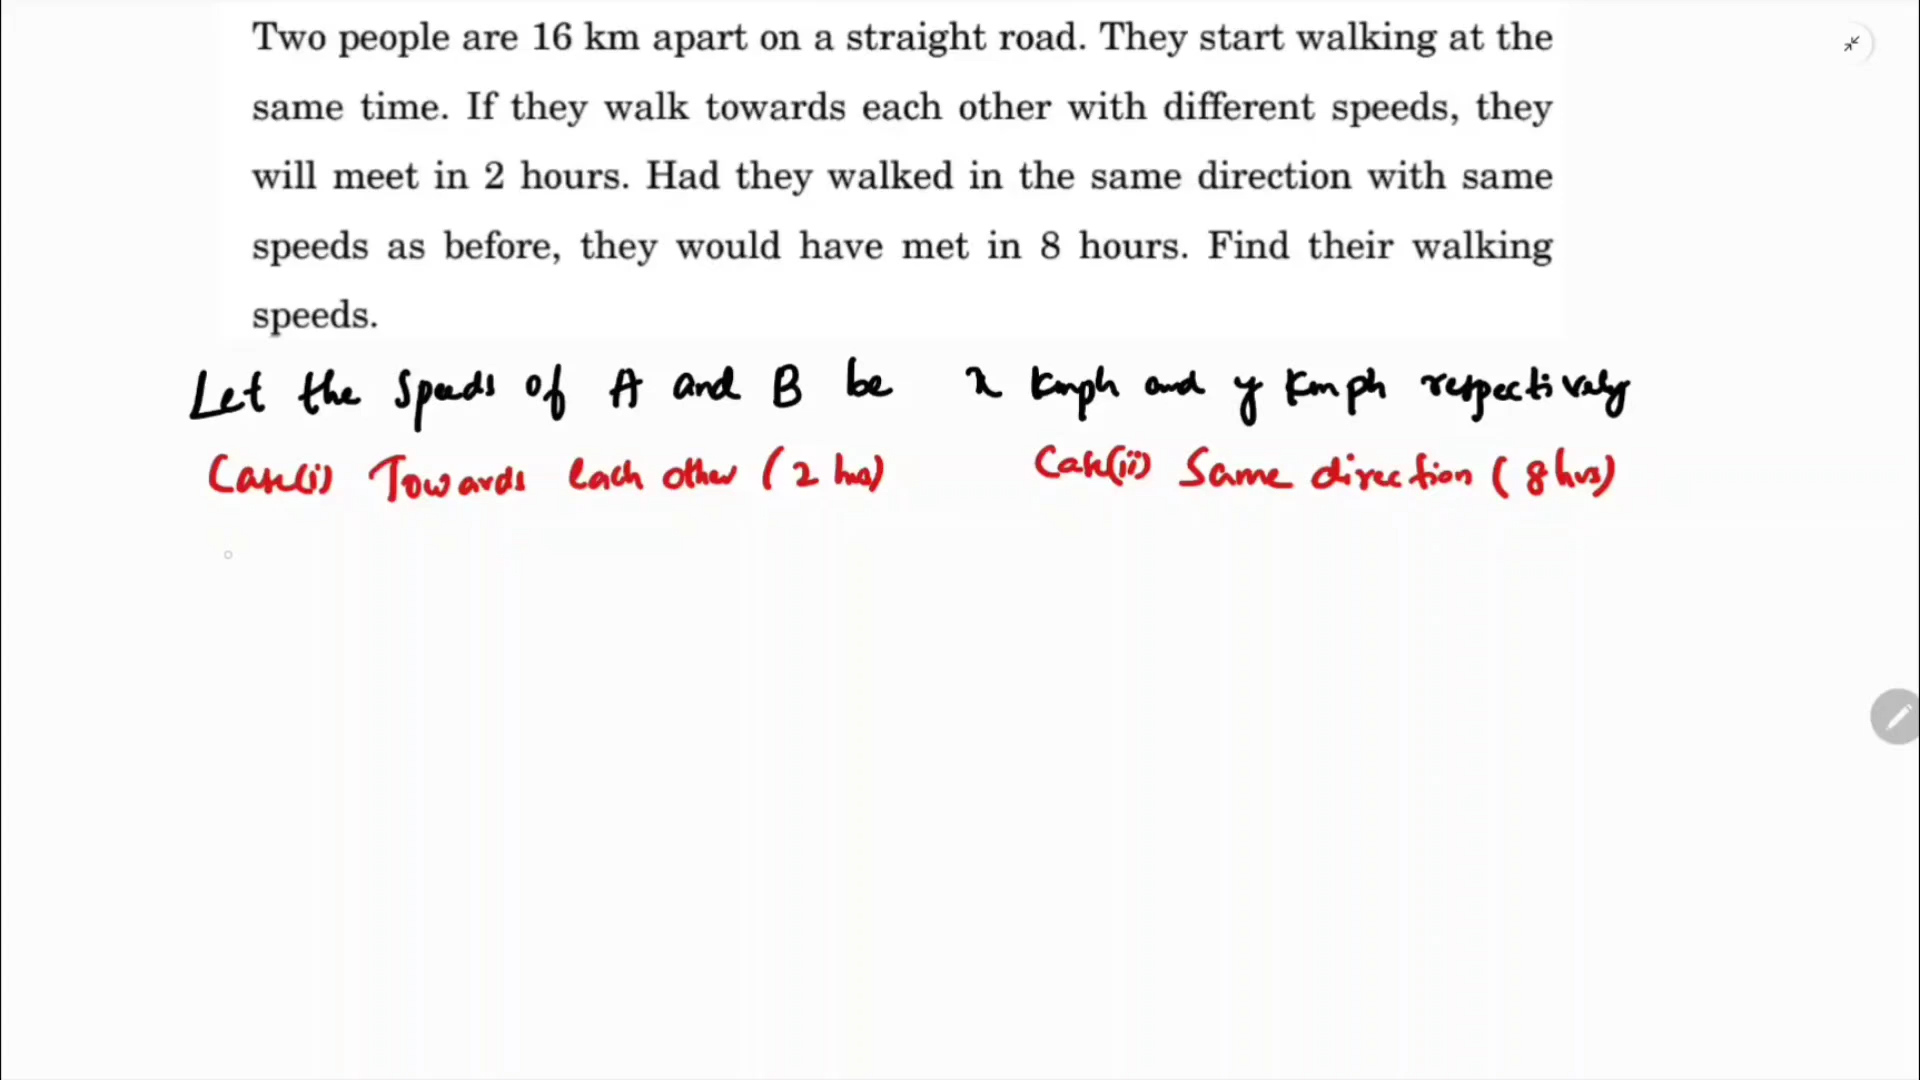 Two people are 16 km apart on a straight road. They start walking at the
same time. If they walk towards each other with different speeds, they
will meet in 2 hours. Had they walked in the same direction with same
speeds as before, they would have met in 8 hours. Find their walking
speeds.
Let the Speeds of A and B be x Kmph and y Kmph respectively
Case(i) Towards each other (2 hrs)
Case(ii) Same direction (8 hrs)